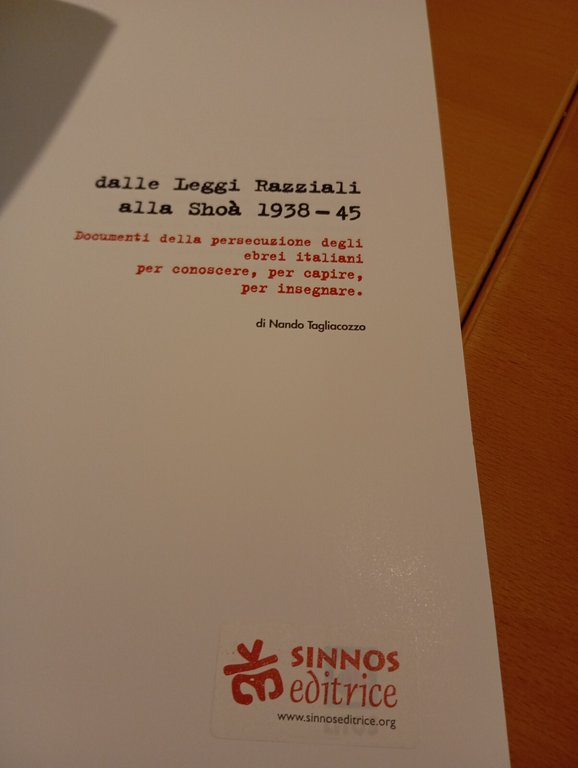 dalle Leggi Razziali
alla Shoà 1938 – 45
Documenti della persecuzione degli
ebrei italiani
per conoscere, per capire,
per insegnare.
di Nando Tagliacozzo
SINNOS
editrice
www.sinnoseditrice.org